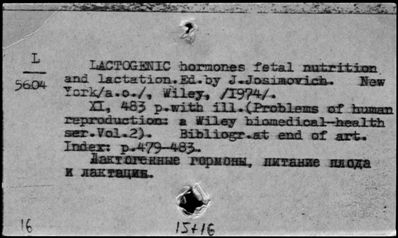 L
5604
LACTOGENIC hormones fetal nutrition
and lactation.Ed.by J.Josimovich. New
York/a.o./, Wiley, /1974/.
XI, 483 p.with ill.(Problems of human
reproduction: a Wiley biomedical-health
ser.Vol.2). Bibliogr.at end of art.
Index: p.479-483.
Лактогенные гормоны, питание плода
и лактация.
16
15+16